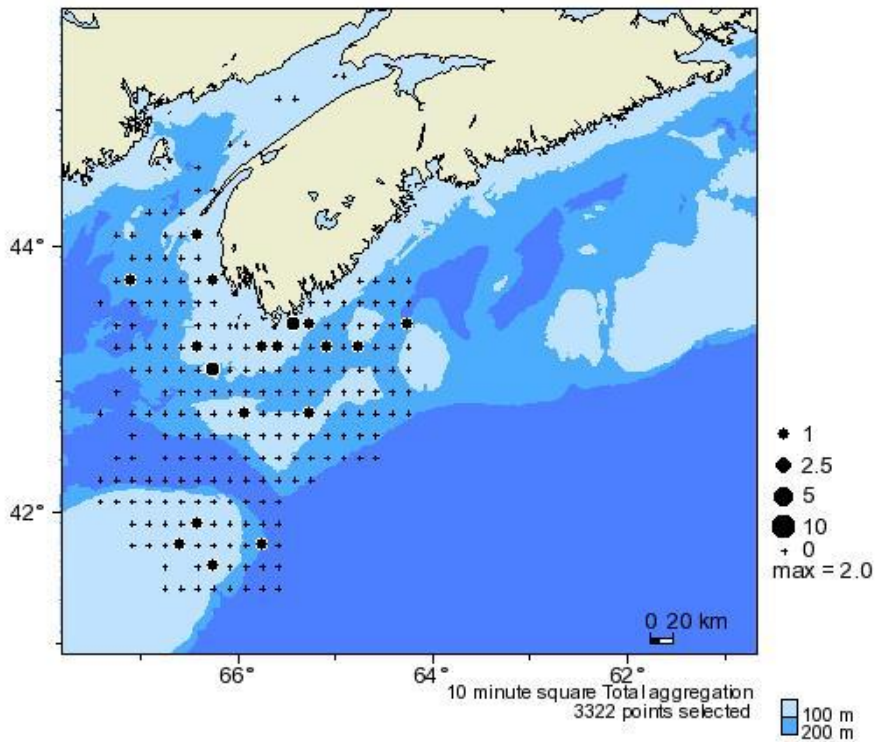 44°
42°
66°
64°
62°
0 20 km
1
2.5
5
10
0
max = 2.0
10 minute square Total aggregation
3322 points selected
100 m
200 m